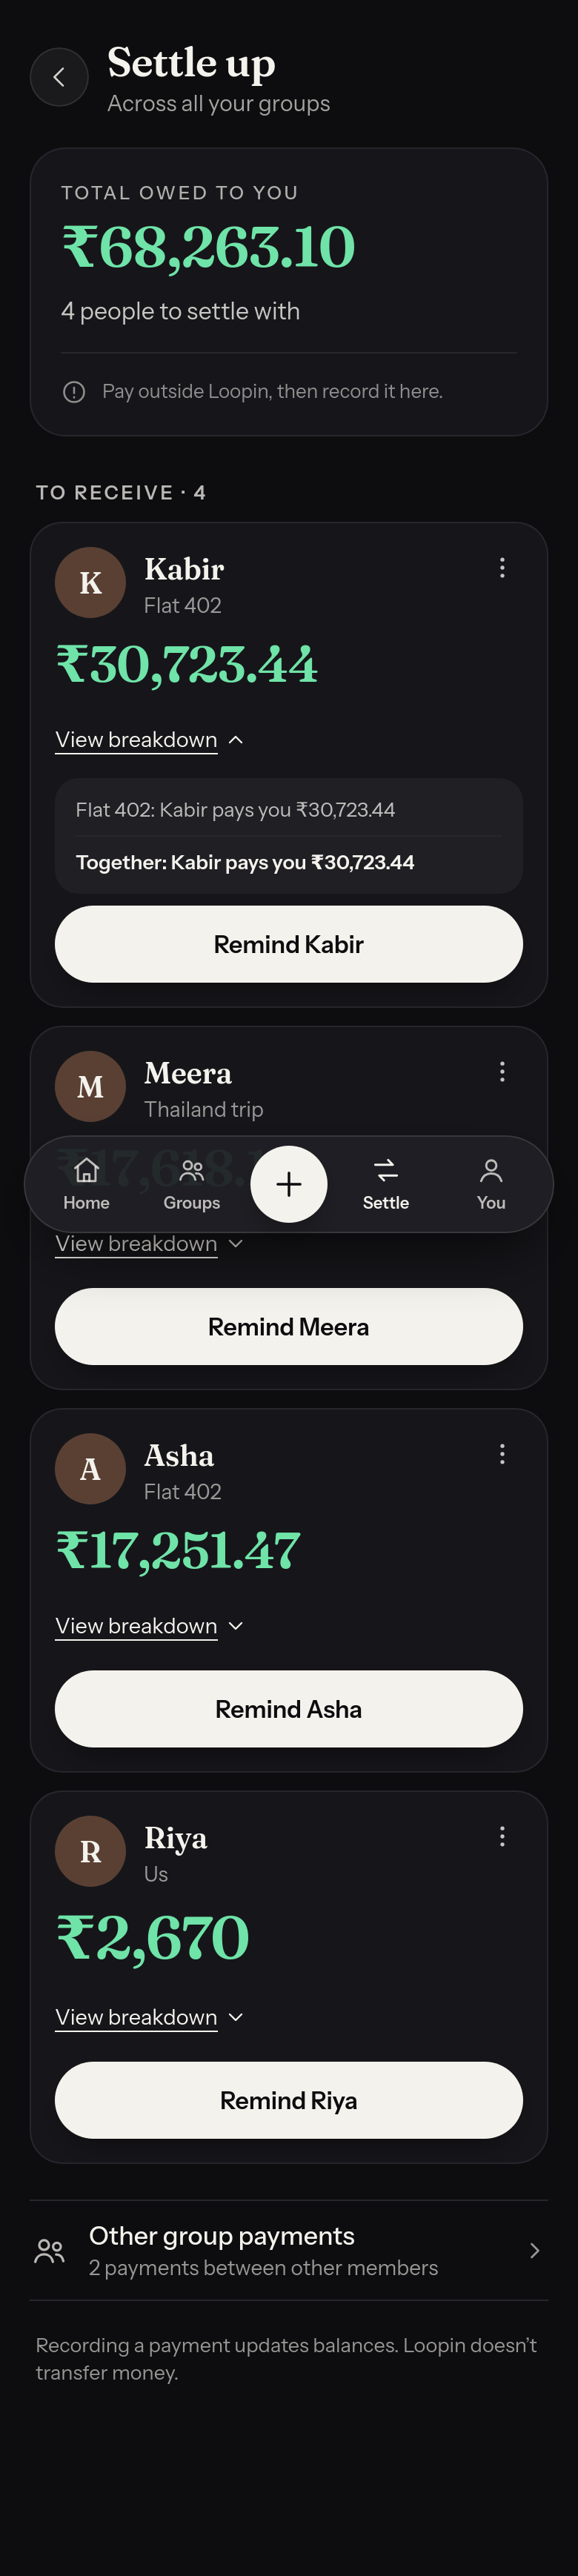 Settle up
Across all your groups
TOTAL OWED TO YOU
₹68,263.10
4 people to settle with
Pay outside Loopin, then record it here.
TO RECEIVE · 4
K
Kabir
Flat 402
₹30,723.44
View breakdown
Flat 402: Kabir pays you ₹30,723.44
Together: Kabir pays you ₹30,723.44
Remind Kabir
M
Meera
Thailand trip
Home
Groups
Settle
You
View breakdown
Remind Meera
A
Asha
Flat 402
₹17,251.47
View breakdown
Remind Asha
R
Riya
Us
₹2,670
View breakdown
Remind Riya
Other group payments
2 payments between other members
Recording a payment updates balances. Loopin doesn’t
transfer money.